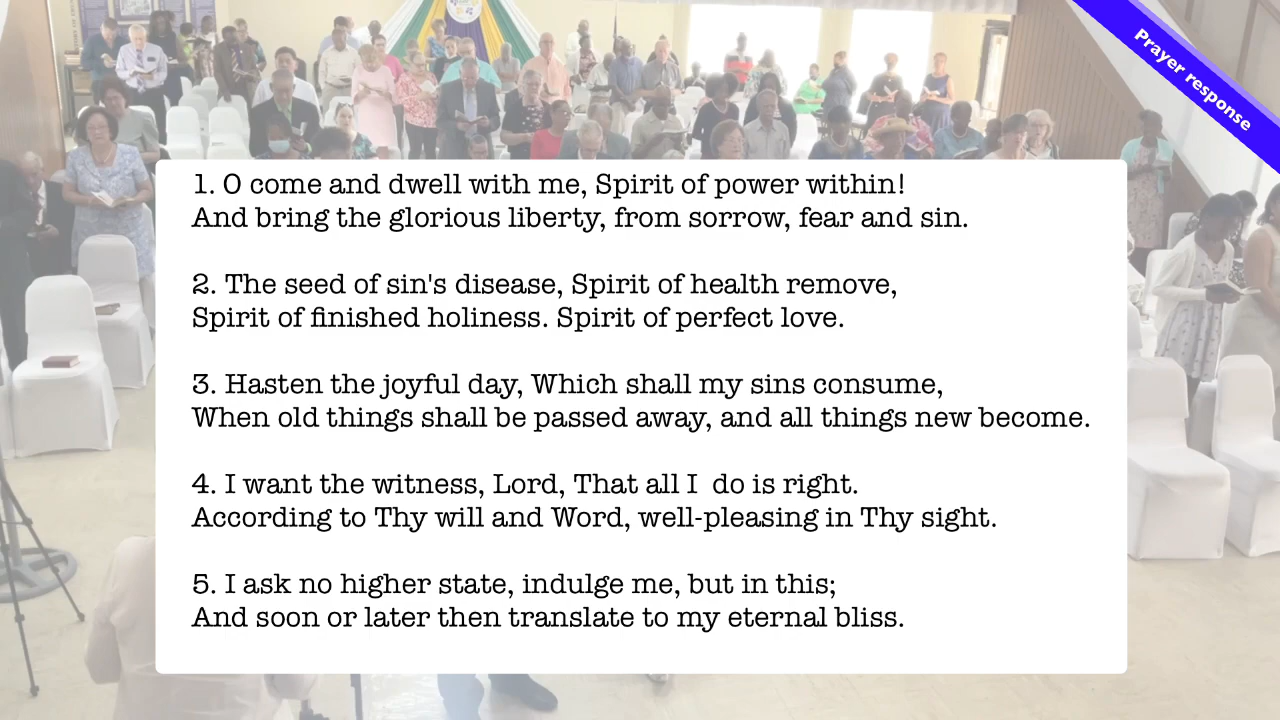 Prayer response
1. O come and dwell with me, Spirit of power within!
And bring the glorious liberty, from sorrow, fear and sin.
2. The seed of sin's disease, Spirit of health remove,
Spirit of finished holiness. Spirit of perfect love.
3. Hasten the joyful day, Which shall my sins consume,
When old things shall be passed away, and all things new become.
4. I want the witness, Lord, That all I  do is right.
According to Thy will and Word, well-pleasing in Thy sight.
5. I ask no higher state, indulge me, but in this;
And soon or later then translate to my eternal bliss.